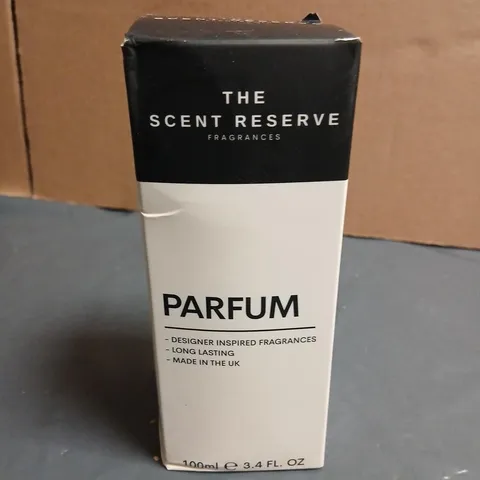 THE
SCENT RESERVE
FRAGRANCES
PARFUM
- DESIGNER INSPIRED FRAGRANCES
- LONG LASTING
- MADE IN THE UK
100ml ℮ 3.4 FL. OZ